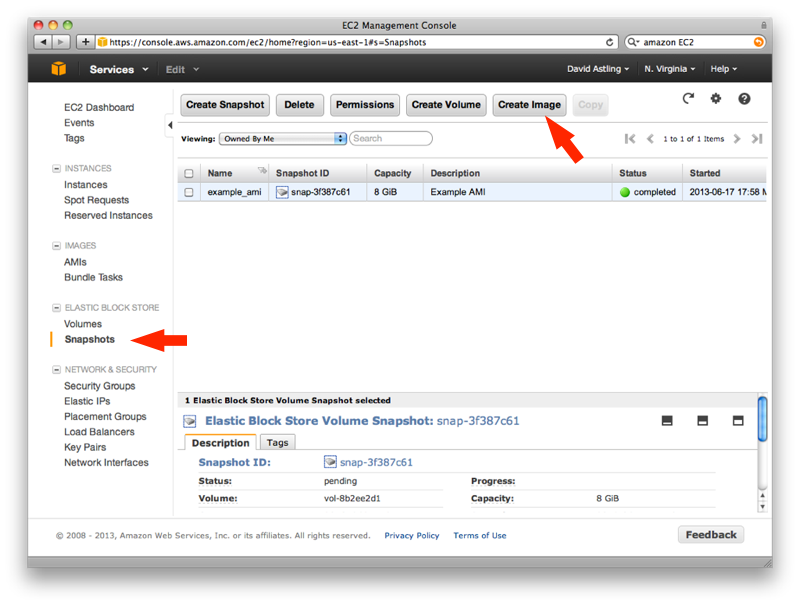 EC2 Management Console
https://console.aws.amazon.com/ec2/home?region=us-east-1#s=Snapshots
amazon EC2
Services
Edit
David Astling
N. Virginia
Help
EC2 Dashboard
Events
Tags
INSTANCES
Instances
Spot Requests
Reserved Instances
IMAGES
AMIs
Bundle Tasks
ELASTIC BLOCK STORE
Volumes
Snapshots
NETWORK & SECURITY
Security Groups
Elastic IPs
Placement Groups
Load Balancers
Key Pairs
Network Interfaces
Create Snapshot Delete Permissions Create Volume Create Image Copy
Viewing: Owned By Me Search 1 to 1 of 1 Items
Name Snapshot ID Capacity Description Status Started
example_ami snap-3f387c61 8 GiB Example AMI completed 2013-06-17 17:58 M
1 Elastic Block Store Volume Snapshot selected
Elastic Block Store Volume Snapshot: snap-3f387c61
Description Tags
Snapshot ID: snap-3f387c61
Status: pending Progress:
Volume: vol-8b2ee2d1 Capacity: 8 GiB
© 2008 - 2013, Amazon Web Services, Inc. or its affiliates. All rights reserved. Privacy Policy Terms of Use Feedback